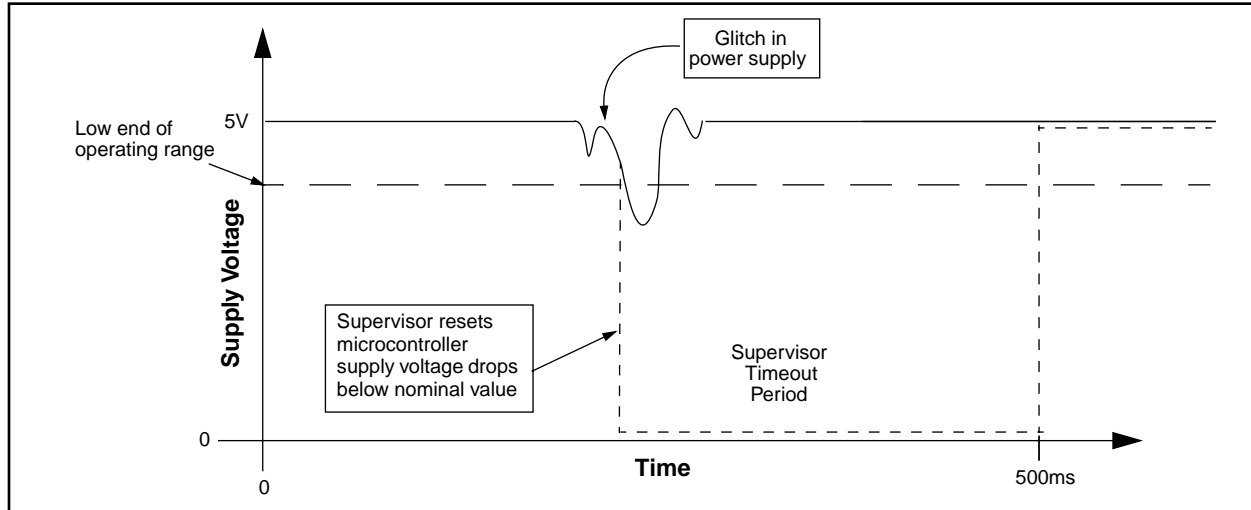 Glitch in
power supply
5V
Low end of
operating range
Supply Voltage
Supervisor resets
microcontroller
supply voltage drops
below nominal value
Supervisor
Timeout
Period
0
Time
0
500ms